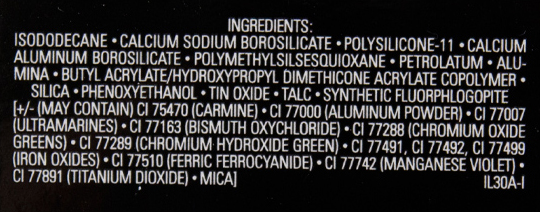 INGREDIENTS:
ISODODECANE • CALCIUM SODIUM BOROSILICATE • POLYSILICONE-11 • CALCIUM
ALUMINUM BOROSILICATE • POLYMETHYLSILSESQUIOXANE • PETROLATUM • ALU-
MINA • BUTYL ACRYLATE/HYDROXYPROPYL DIMETHICONE ACRYLATE COPOLYMER •
SILICA • PHENOXYETHANOL • TIN OXIDE • TALC • SYNTHETIC FLUORPHLOGOPITE
[+/- (MAY CONTAIN) CI 75470 (CARMINE) • CI 77000 (ALUMINUM POWDER) • CI 77007
(ULTRAMARINES) • CI 77163 (BISMUTH OXYCHLORIDE) • CI 77288 (CHROMIUM OXIDE
GREENS) • CI 77289 (CHROMIUM HYDROXIDE GREEN) • CI 77491, CI 77492, CI 77499
(IRON OXIDES) • CI 77510 (FERRIC FERROCYANIDE) • CI 77742 (MANGANESE VIOLET) •
CI 77891 (TITANIUM DIOXIDE) • MICA] IL30A-I